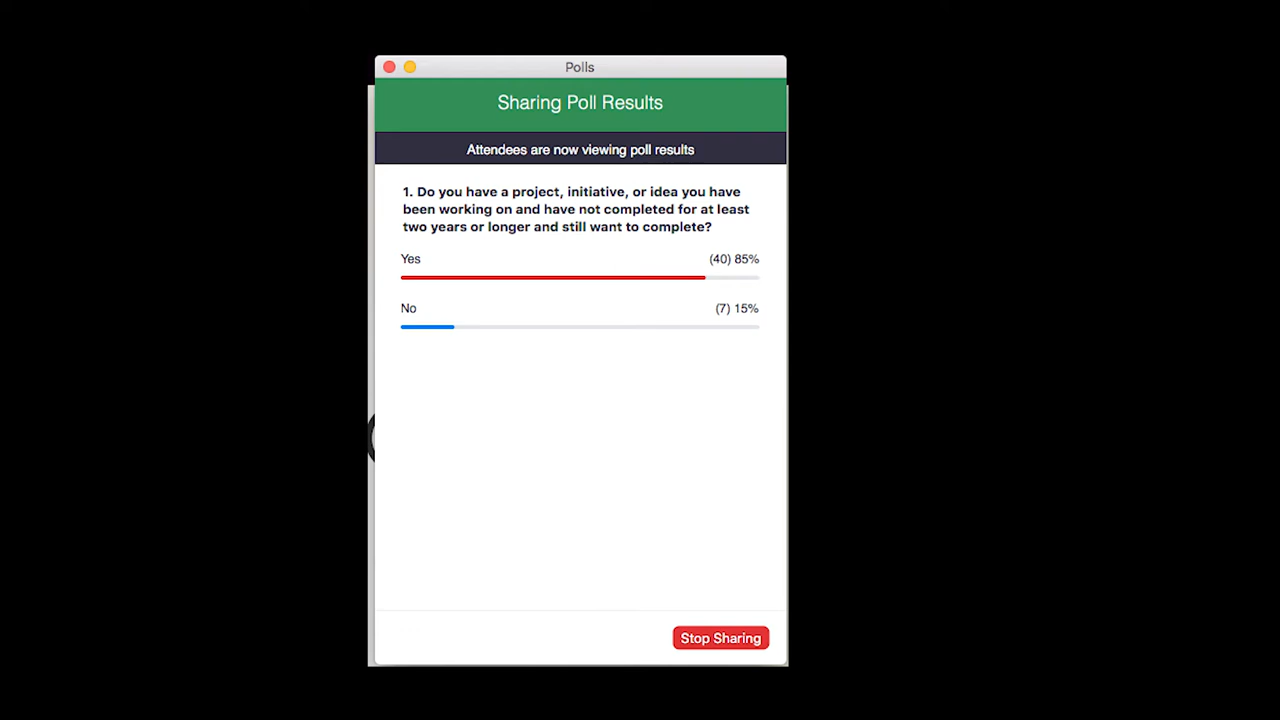 Polls
Sharing Poll Results
Attendees are now viewing poll results
1. Do you have a project, initiative, or idea you have
been working on and have not completed for at least
two years or longer and still want to complete?
Yes (40) 85%
No (7) 15%
Stop Sharing